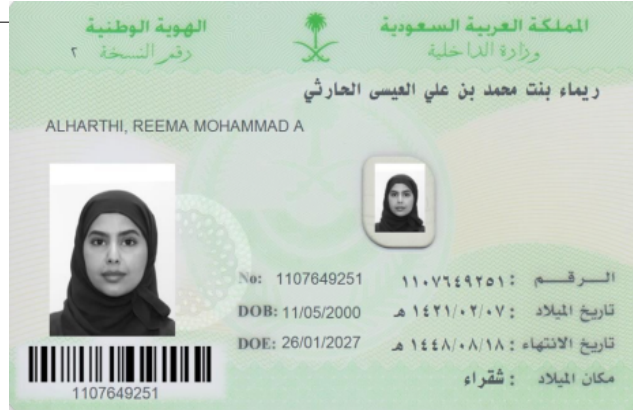 المملكة العربية السعودية
وزارة الداخلية
الهوية الوطنية
رقم النسخة ٢
ريماء بنت محمد بن علي العيسى الحارثي
ALHARTHI, REEMA MOHAMMAD A
الرقم : ١١٠٧٦٤٩٢٥١ No: 1107649251
تاريخ الميلاد : ١٤٢١/٠٢/٠٧ هـ DOB: 11/05/2000
تاريخ الانتهاء : ١٤٤٨/٠٨/١٨ هـ DOE: 26/01/2027
مكان الميلاد : شقراء
1107649251